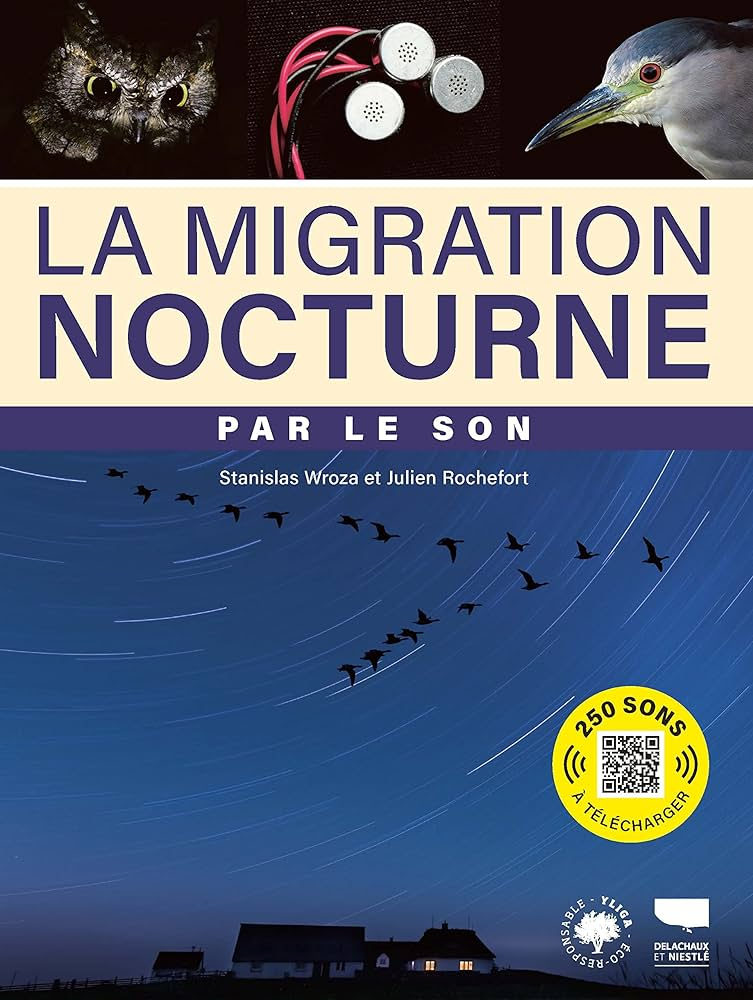 LA MIGRATION
NOCTURNE
PAR LE SON
Stanislas Wroza et Julien Rochefort
250 SONS
À TÉLÉCHARGER
ÉCO-RESPONSABLE - YLIGA -
DELACHAUX
ET NIESTLÉ